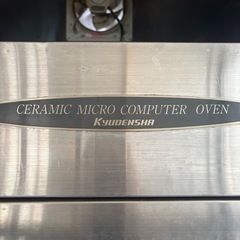 CERAMIC MICRO COMPUTER OVEN
KYUDENSHA